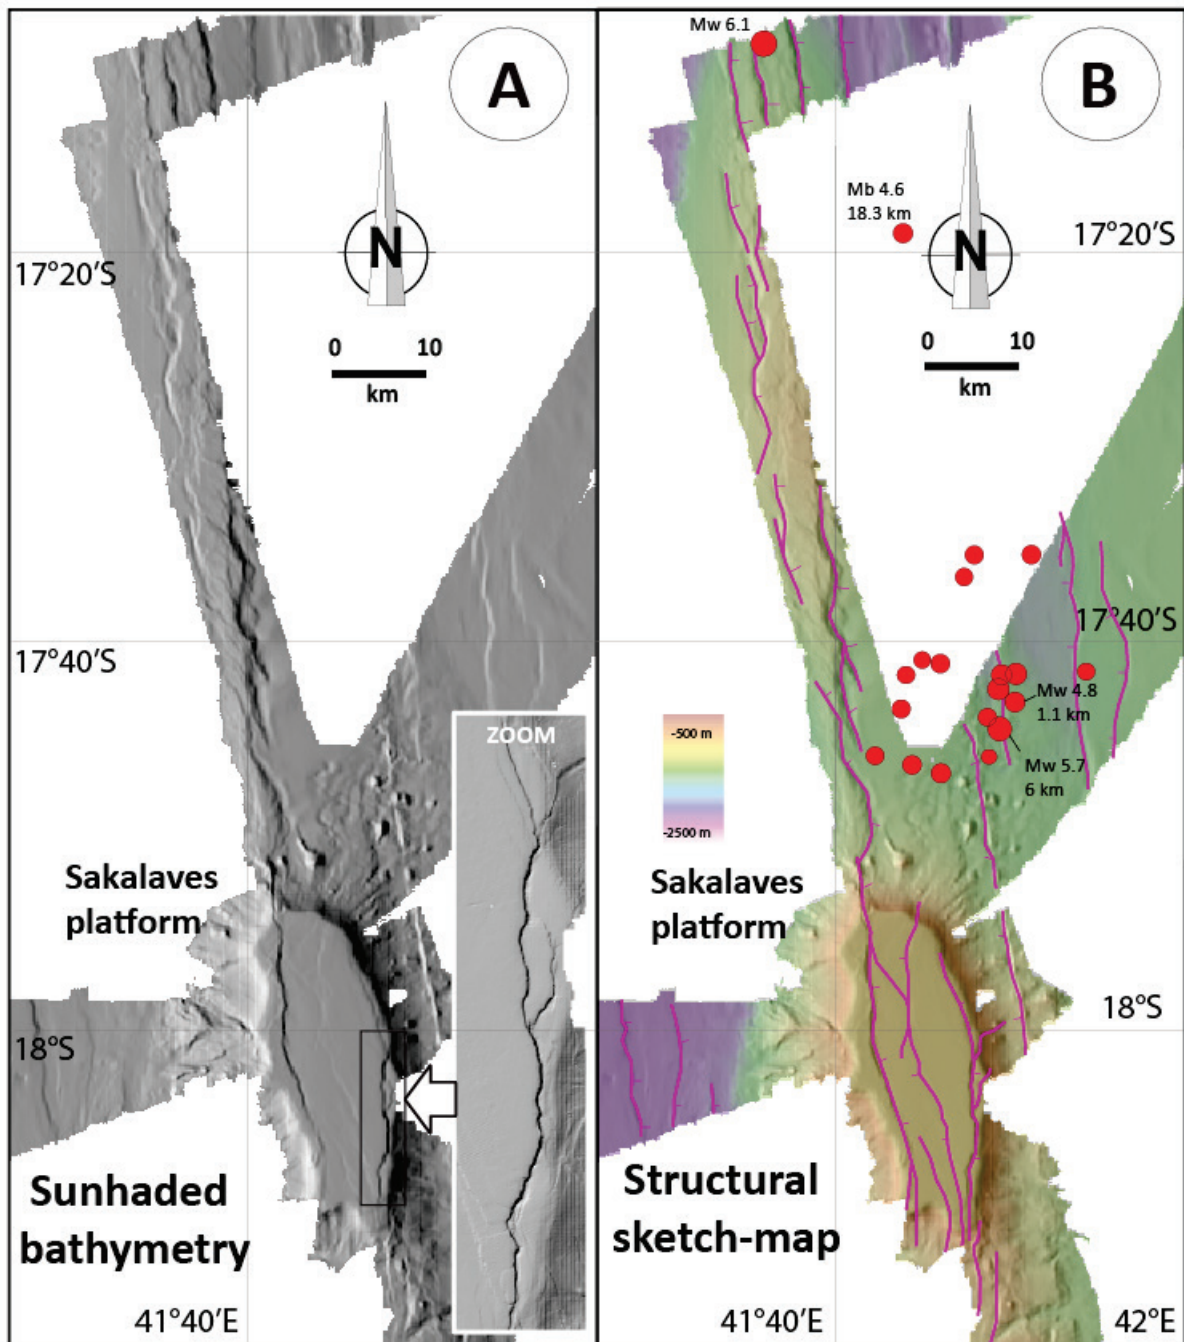 A
N
17°20'S
0 10
km
17°40'S
ZOOM
Sakalaves
platform
18°S
Sunhaded
bathymetry
41°40'E
Mw 6.1
B
Mb 4.6
18.3 km
N
17°20'S
0 10
km
17°40'S
Mw 4.8
1.1 km
-500 m
Mw 5.7
6 km
-2500 m
Sakalaves
platform
18°S
Structural
sketch-map
41°40'E
42°E